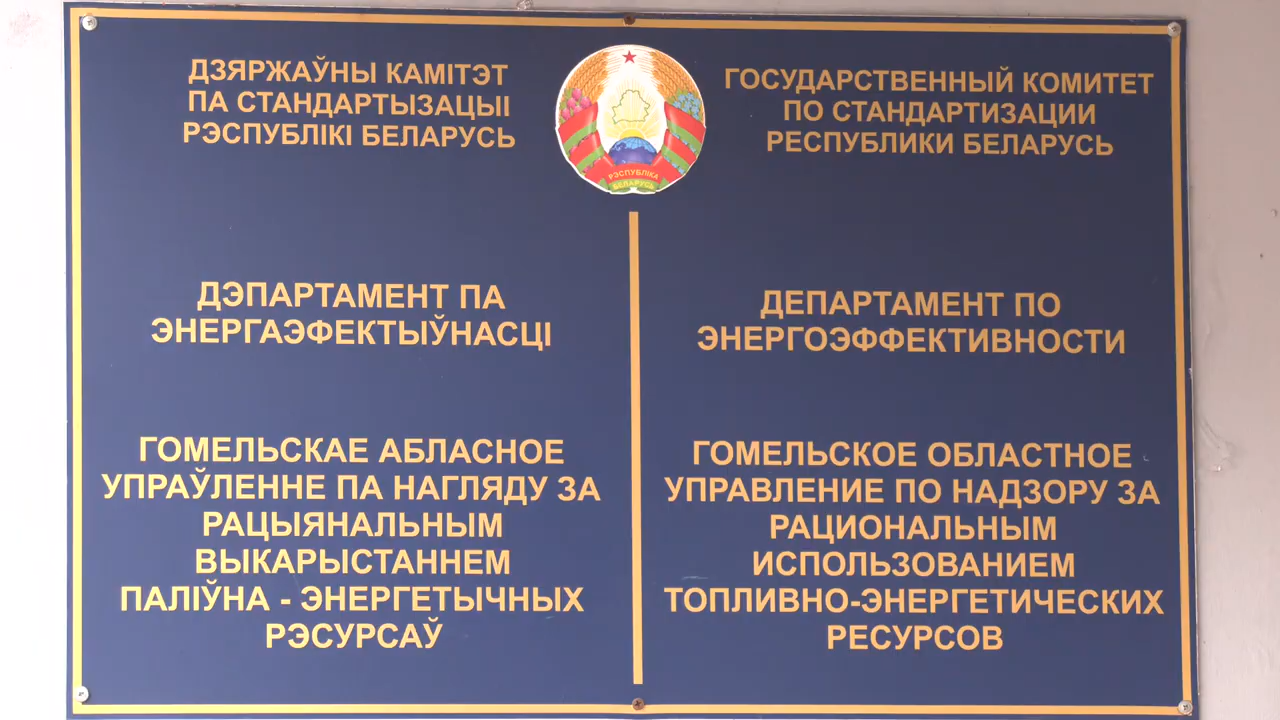 ДЗЯРЖАЎНЫ КАМІТЭТ
ПА СТАНДАРТЫЗАЦЫІ
РЭСПУБЛІКІ БЕЛАРУСЬ
ДЭПАРТАМЕНТ ПА
ЭНЕРГАЭФЕКТЫЎНАСЦІ
ГОМЕЛЬСКАЕ АБЛАСНОЕ
УПРАЎЛЕННЕ ПА НАГЛЯДУ ЗА
РАЦЫЯНАЛЬНЫМ
ВЫКАРЫСТАННЕМ
ПАЛІЎНА - ЭНЕРГЕТЫЧНЫХ
РЭСУРСАЎ
РЭСПУБЛІКА
БЕЛАРУСЬ
ГОСУДАРСТВЕННЫЙ КОМИТЕТ
ПО СТАНДАРТИЗАЦИИ
РЕСПУБЛИКИ БЕЛАРУСЬ
ДЕПАРТАМЕНТ ПО
ЭНЕРГОЭФФЕКТИВНОСТИ
ГОМЕЛЬСКОЕ ОБЛАСТНОЕ
УПРАВЛЕНИЕ ПО НАДЗОРУ ЗА
РАЦИОНАЛЬНЫМ
ИСПОЛЬЗОВАНИЕМ
ТОПЛИВНО-ЭНЕРГЕТИЧЕСКИХ
РЕСУРСОВ